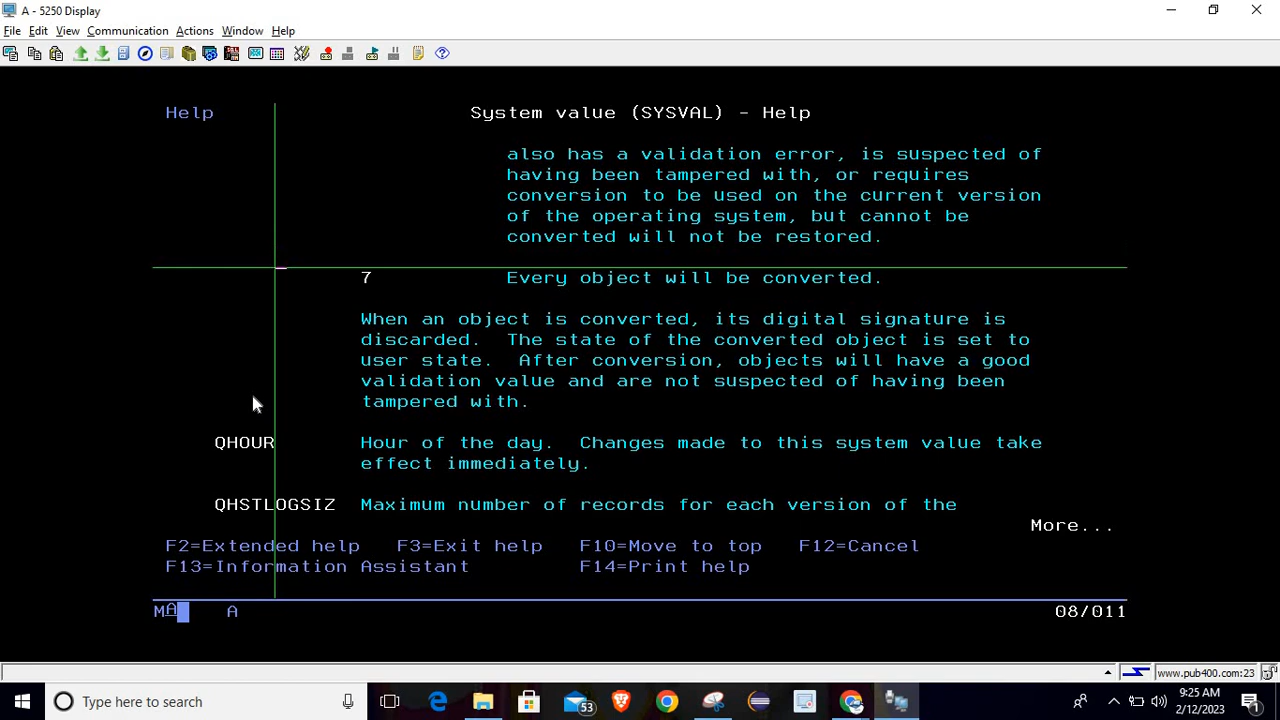 A - 5250 Display
File Edit View Communication Actions Window Help
Help System value (SYSVAL) - Help
also has a validation error, is suspected of
having been tampered with, or requires
conversion to be used on the current version
of the operating system, but cannot be
converted will not be restored.
7 Every object will be converted.
When an object is converted, its digital signature is
discarded. The state of the converted object is set to
user state. After conversion, objects will have a good
validation value and are not suspected of having been
tampered with.
QHOUR Hour of the day. Changes made to this system value take
effect immediately.
QHSTLOGSIZ Maximum number of records for each version of the
More...
F2=Extended help F3=Exit help F10=Move to top F12=Cancel
F13=Information Assistant F14=Print help
MA A 08/011
www.pub400.com:23
Type here to search 53 9:25 AM
2/12/2023 1